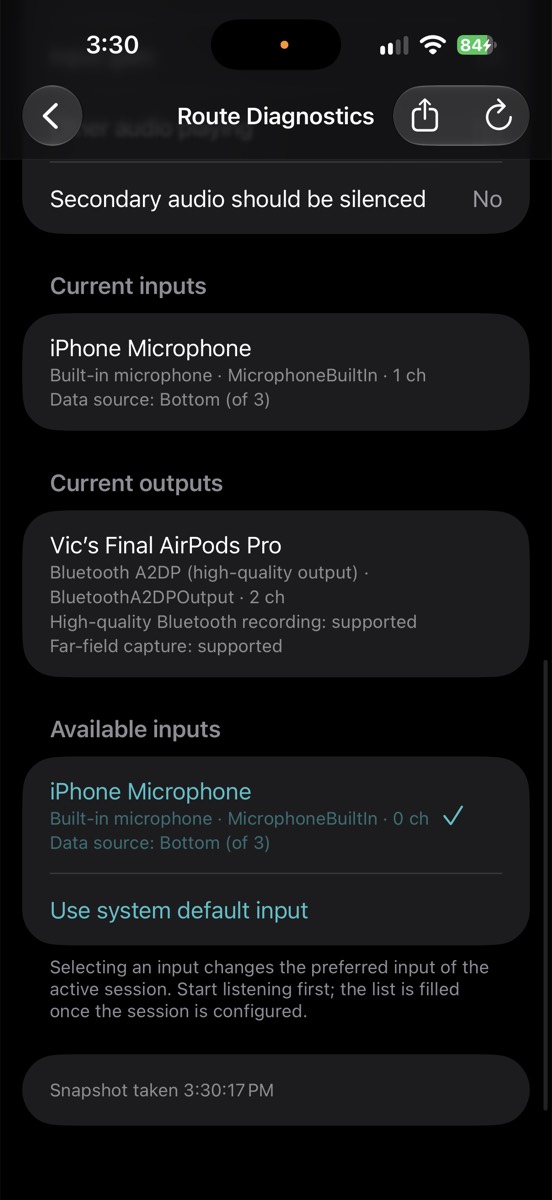 3:30
84
Route Diagnostics
Secondary audio should be silenced No
Current inputs
iPhone Microphone
Built-in microphone · MicrophoneBuiltIn · 1 ch
Data source: Bottom (of 3)
Current outputs
Vic’s Final AirPods Pro
Bluetooth A2DP (high-quality output) ·
BluetoothA2DPOutput · 2 ch
High-quality Bluetooth recording: supported
Far-field capture: supported
Available inputs
iPhone Microphone
Built-in microphone · MicrophoneBuiltIn · 0 ch
Data source: Bottom (of 3)
Use system default input
Selecting an input changes the preferred input of the
active session. Start listening first; the list is filled
once the session is configured.
Snapshot taken 3:30:17 PM